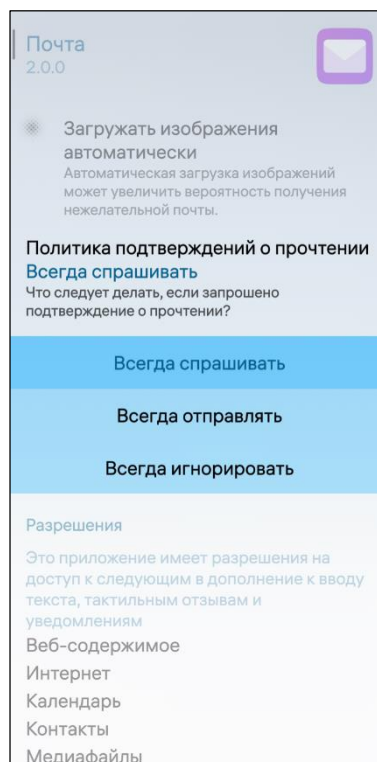 Почта
2.0.0
Загружать изображения
автоматически
Автоматическая загрузка изображений
может увеличить вероятность получения
нежелательной почты.
Политика подтверждений о прочтении
Всегда спрашивать
Что следует делать, если запрошено
подтверждение о прочтении?
Всегда спрашивать
Всегда отправлять
Всегда игнорировать
Разрешения
Это приложение имеет разрешения на
доступ к следующим в дополнение к вводу
текста, тактильным отзывам и
уведомлениям
Веб-содержимое
Интернет
Календарь
Контакты
Медиафайлы